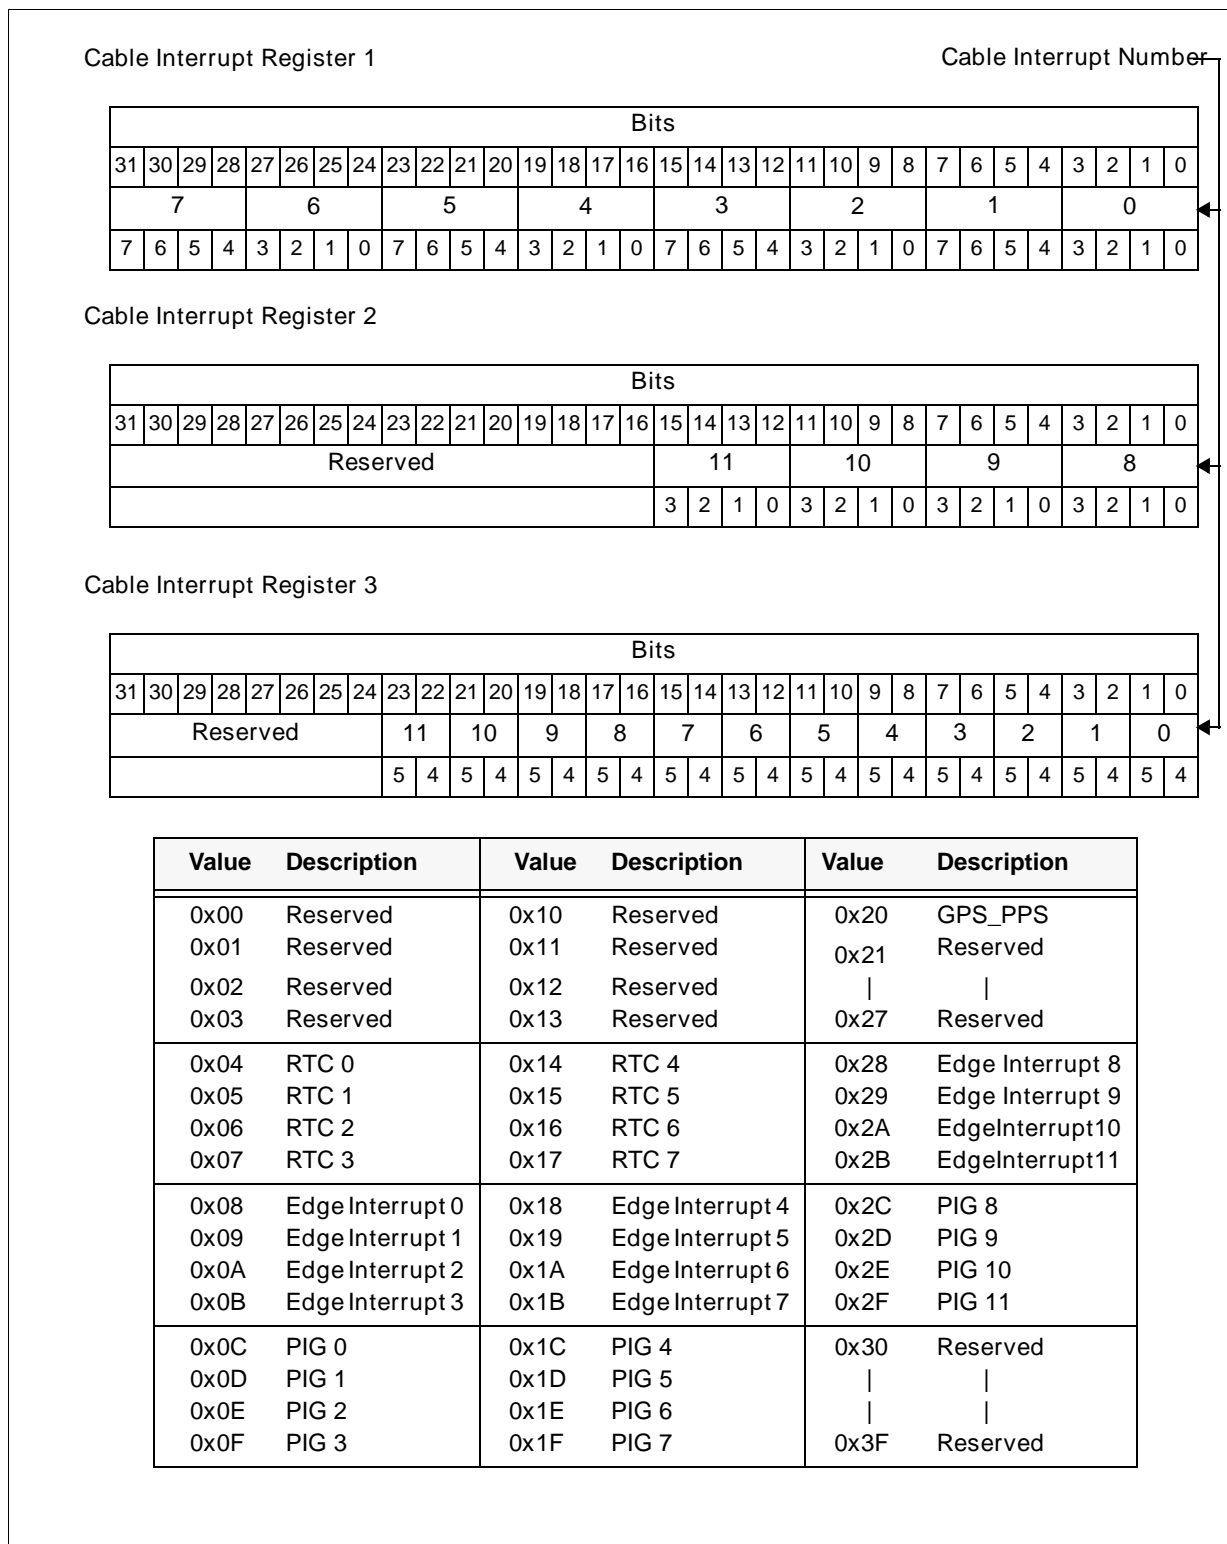 Cable Interrupt Register 1
Cable Interrupt Number
Bits
31 30 29 28 27 26 25 24 23 22 21 20 19 18 17 16 15 14 13 12 11 10 9 8 7 6 5 4 3 2 1 0
7 6 5 4 3 2 1 0
7 6 5 4 3 2 1 0 7 6 5 4 3 2 1 0 7 6 5 4 3 2 1 0 7 6 5 4 3 2 1 0
Cable Interrupt Register 2
Bits
31 30 29 28 27 26 25 24 23 22 21 20 19 18 17 16 15 14 13 12 11 10 9 8 7 6 5 4 3 2 1 0
Reserved 11 10 9 8
3 2 1 0 3 2 1 0 3 2 1 0 3 2 1 0
Cable Interrupt Register 3
Bits
31 30 29 28 27 26 25 24 23 22 21 20 19 18 17 16 15 14 13 12 11 10 9 8 7 6 5 4 3 2 1 0
Reserved 11 10 9 8 7 6 5 4 3 2 1 0
5 4 5 4 5 4 5 4 5 4 5 4 5 4 5 4 5 4 5 4 5 4 5 4
Value Description Value Description Value Description
0x00 Reserved 0x10 Reserved 0x20 GPS_PPS
0x01 Reserved 0x11 Reserved 0x21 Reserved
0x02 Reserved 0x12 Reserved | |
0x03 Reserved 0x13 Reserved 0x27 Reserved
0x04 RTC 0 0x14 RTC 4 0x28 Edge Interrupt 8
0x05 RTC 1 0x15 RTC 5 0x29 Edge Interrupt 9
0x06 RTC 2 0x16 RTC 6 0x2A EdgeInterrupt10
0x07 RTC 3 0x17 RTC 7 0x2B EdgeInterrupt11
0x08 Edge Interrupt 0 0x18 Edge Interrupt 4 0x2C PIG 8
0x09 Edge Interrupt 1 0x19 Edge Interrupt 5 0x2D PIG 9
0x0A Edge Interrupt 2 0x1A Edge Interrupt 6 0x2E PIG 10
0x0B Edge Interrupt 3 0x1B Edge Interrupt 7 0x2F PIG 11
0x0C PIG 0 0x1C PIG 4 0x30 Reserved
0x0D PIG 1 0x1D PIG 5 | |
0x0E PIG 2 0x1E PIG 6 | |
0x0F PIG 3 0x1F PIG 7 0x3F Reserved